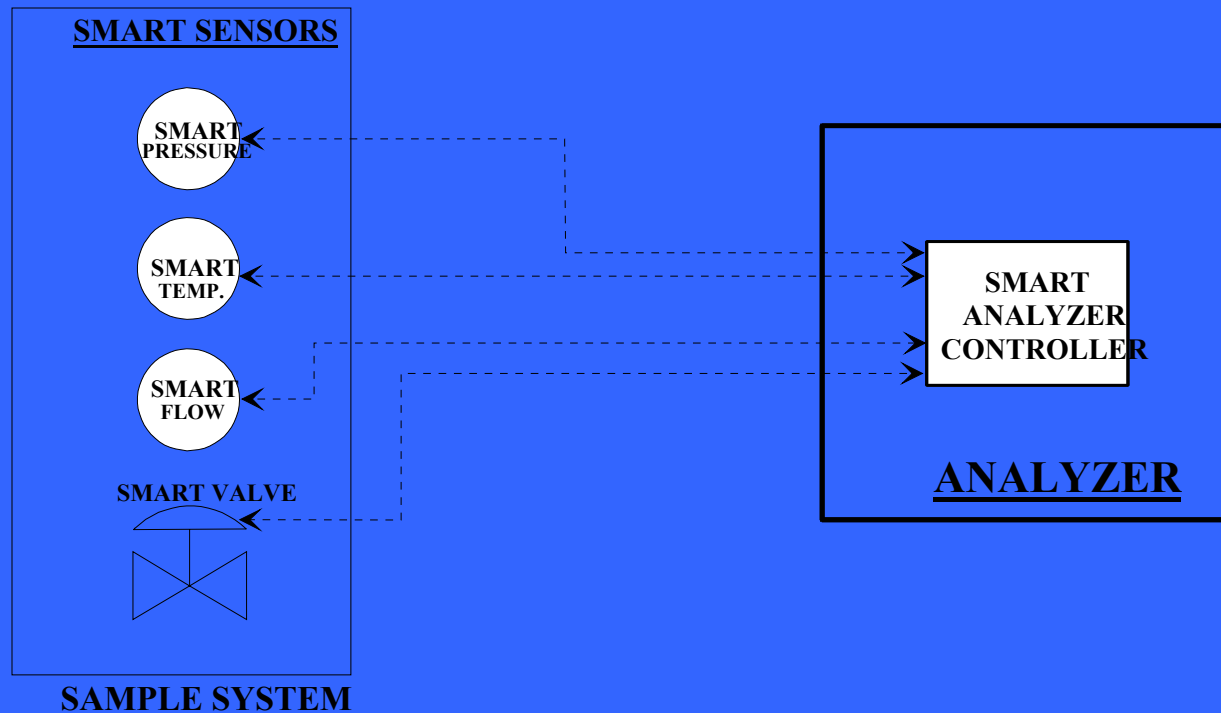 SMART SENSORS
SMART
PRESSURE
SMART
TEMP.
SMART
FLOW
SMART VALVE
SAMPLE SYSTEM
SMART
ANALYZER
CONTROLLER
ANALYZER